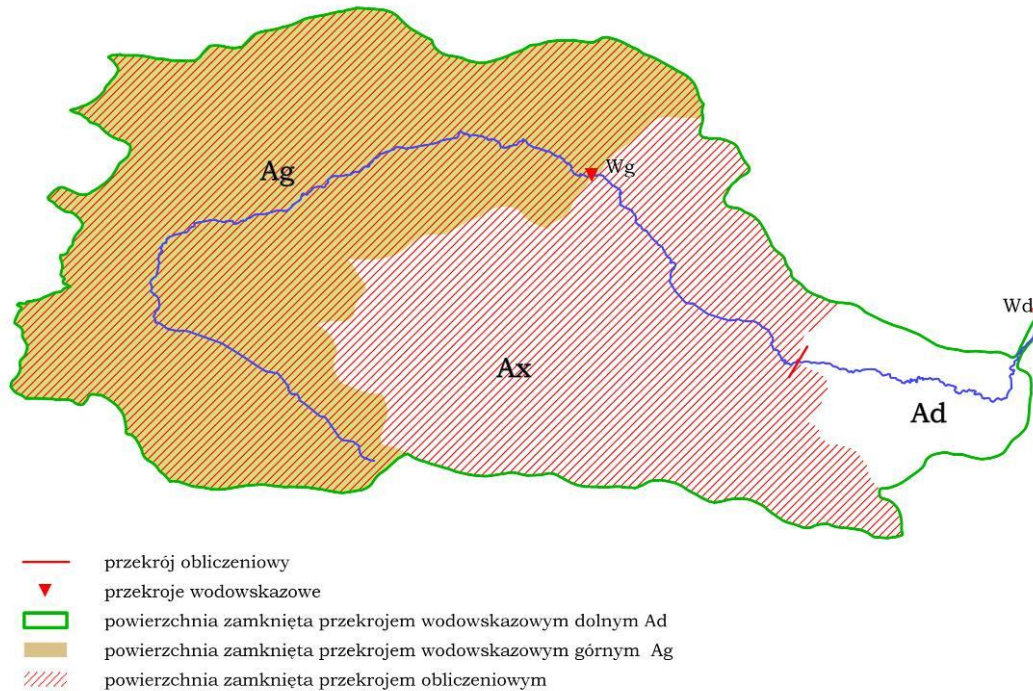 Ag
Wg
Wd
Ax
Ad
przekrój obliczeniowy
przekroje wodowskazowe
powierzchnia zamknięta przekrojem wodowskazowym dolnym Ad
powierzchnia zamknięta przekrojem wodowskazowym górnym Ag
powierzchnia zamknięta przekrojem obliczeniowym